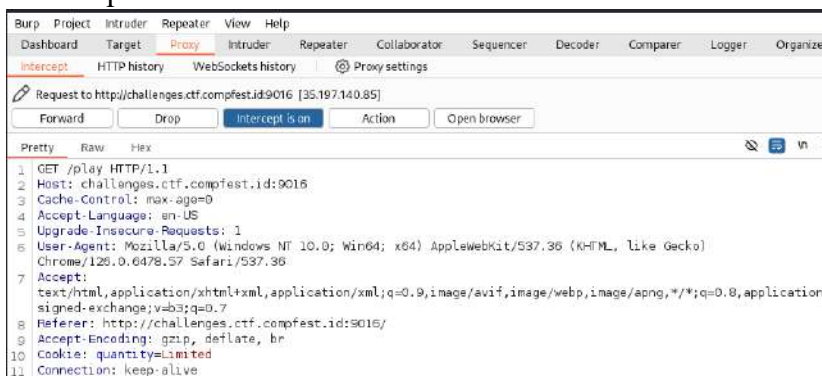 Burp Project Intruder Repeater View Help
Dashboard Target Proxy Intruder Repeater Collaborator Sequencer Decoder Comparer Logger Organize
Intercept HTTP history WebSockets history Proxy settings
Request to http://challenges.ctf.compfest.id:9016 [35.197.140.85]
Forward Drop Intercept is on Action Open browser
Pretty Raw Hex \n
1 GET /play HTTP/1.1
2 Host: challenges.ctf.compfest.id:9016
3 Cache-Control: max-age=0
4 Accept-Language: en-US
5 Upgrade-Insecure-Requests: 1
6 User-Agent: Mozilla/5.0 (Windows NT 10.0; Win64; x64) AppleWebKit/537.36 (KHTML, like Gecko)
Chrome/126.0.6478.57 Safari/537.36
7 Accept:
text/html,application/xhtml+xml,application/xml;q=0.9,image/avif,image/webp,image/apng,*/*;q=0.8,application
signed-exchange;v=b3;q=0.7
8 Referer: http://challenges.ctf.compfest.id:9016/
9 Accept-Encoding: gzip, deflate, br
10 Cookie: quantity=Limited
11 Connection: keep-alive